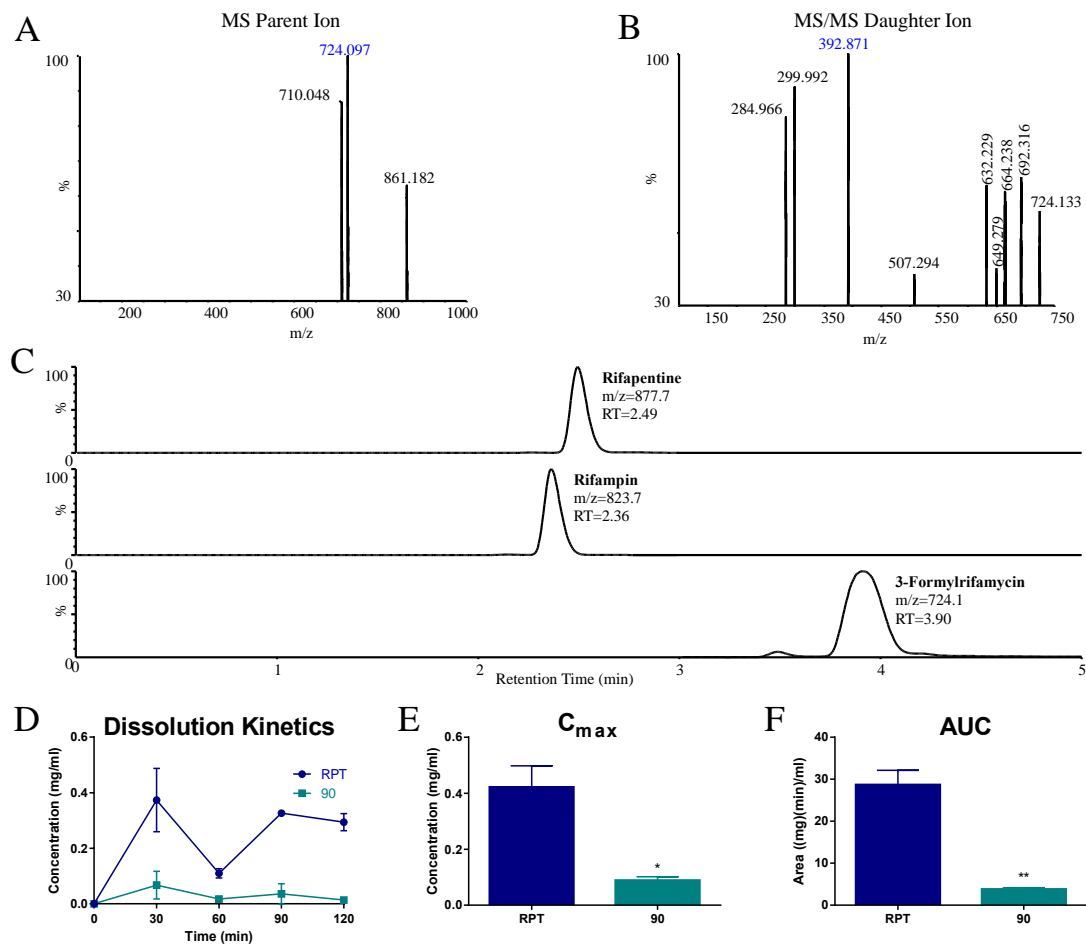 A
MS Parent Ion
100
%
30
724.097
710.048
861.182
200
400
600
800
1000
m/z
B
MS/MS Daughter Ion
100
%
30
392.871
299.992
284.966
507.294
632.229
649.279
664.238
692.316
724.133
150
250
350
450
550
650
750
m/z
C
100
%
0
Rifapentine
m/z=877.7
RT=2.49
100
%
0
Rifampin
m/z=823.7
RT=2.36
100
%
0
3-Formylrifamycin
m/z=724.1
RT=3.90
0
1
2
3
4
5
Retention Time (min)
D
Dissolution Kinetics
Concentration (mg/ml)
0.6
0.4
0.2
0.0
RPT
90
0
30
60
90
120
Time (min)
E
Cmax
Concentration (mg/ml)
0.6
0.4
0.2
0.0
*
RPT
90
F
AUC
Area ((mg)(min)/ml)
40
30
20
10
0
**
RPT
90